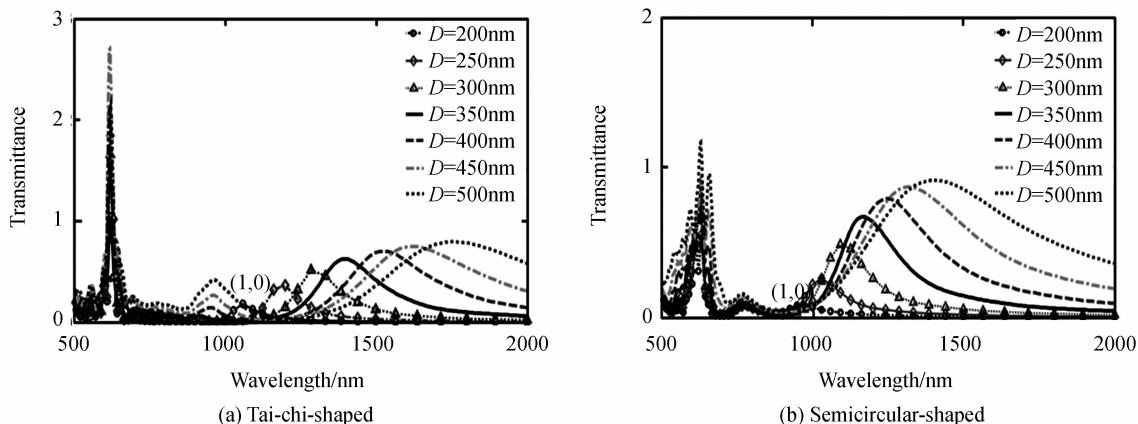 3
2
1
0
Transmittance
D=200nm
D=250nm
D=300nm
D=350nm
D=400nm
D=450nm
D=500nm
(1,0)
500
1000
1500
2000
Wavelength/nm
(a) Tai-chi-shaped
2
1
0
Transmittance
D=200nm
D=250nm
D=300nm
D=350nm
D=400nm
D=450nm
D=500nm
(1,0)
500
1000
1500
2000
Wavelength/nm
(b) Semicircular-shaped